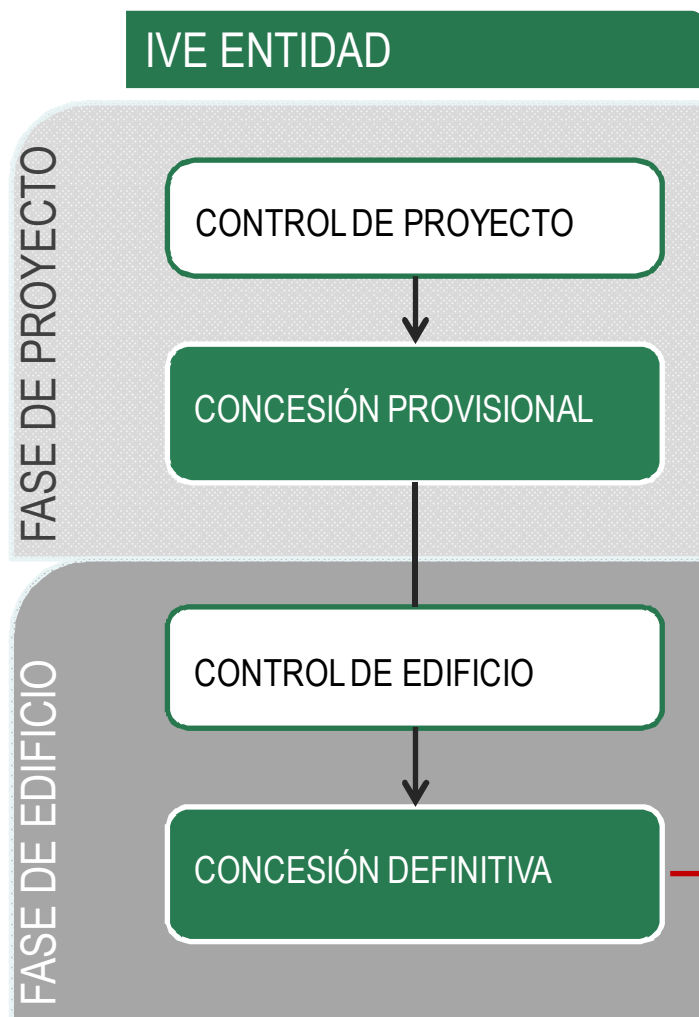 IVE ENTIDAD
FASE DE PROYECTO
CONTROL DE PROYECTO
CONCESIÓN PROVISIONAL
FASE DE EDIFICIO
CONTROL DE EDIFICIO
CONCESIÓN DEFINITIVA